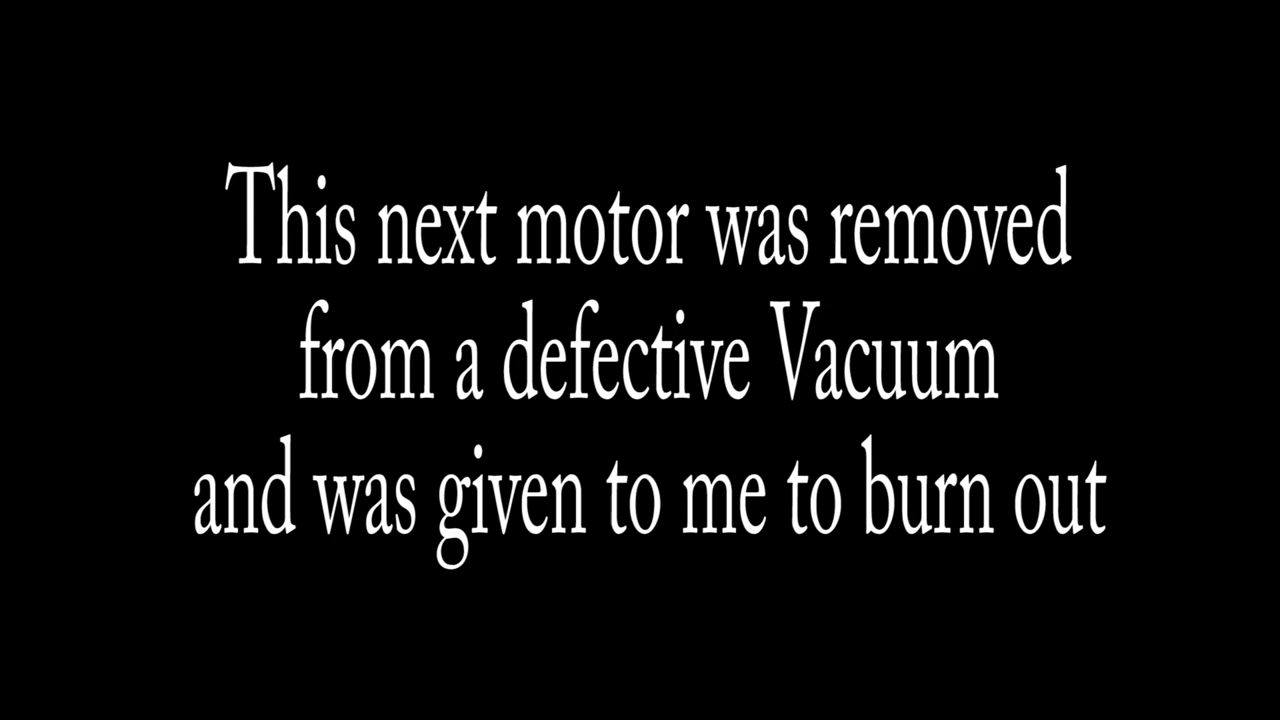 This next motor was removed
from a defective Vacuum
and was given to me to burn out